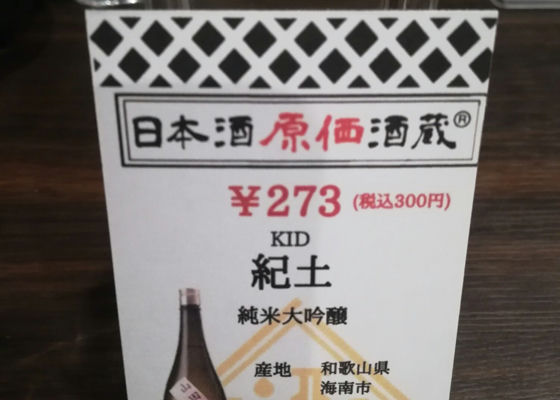 日本酒原価酒蔵®
¥273 (税込300円)
KID
紀土
純米大吟醸
産地 和歌山県
海南市